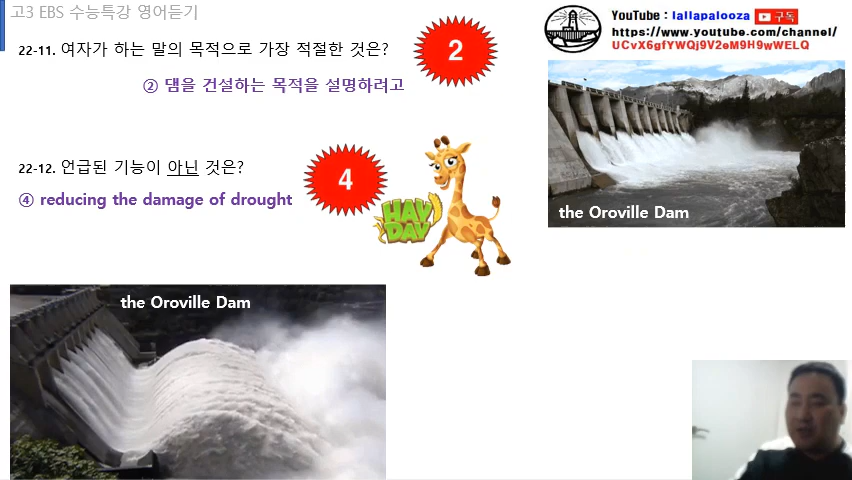 고3 EBS 수능특강 영어듣기
YouTube : lallapalooza 구독
https://www.youtube.com/channel/
UCvX6gfYWQj9V2eM9H9wWELQ
22-11. 여자가 하는 말의 목적으로 가장 적절한 것은?
2
② 댐을 건설하는 목적을 설명하려고
22-12. 언급된 기능이 아닌 것은?
4
④ reducing the damage of drought
HAY
DAY
the Oroville Dam
the Oroville Dam